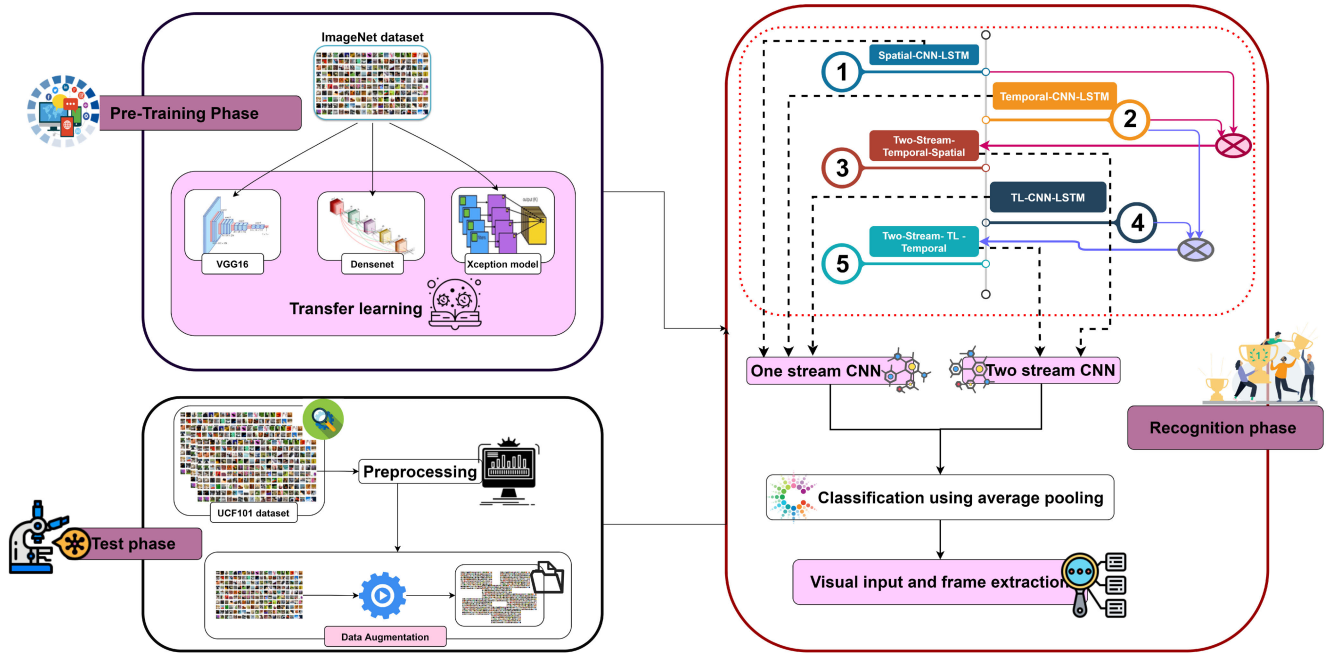 ImageNet dataset
Pre-Training Phase
VGG16
Densenet
Xception model
Transfer learning
UCF101 dataset
Preprocessing
Test phase
Data Augmentation
Spatial-CNN-LSTM
1
Temporal-CNN-LSTM
2
Two-Stream-
Temporal-Spatial
3
TL-CNN-LSTM
4
Two-Stream- TL -
Temporal
5
One stream CNN
Two stream CNN
Recognition phase
Classification using average pooling
Visual input and frame extraction